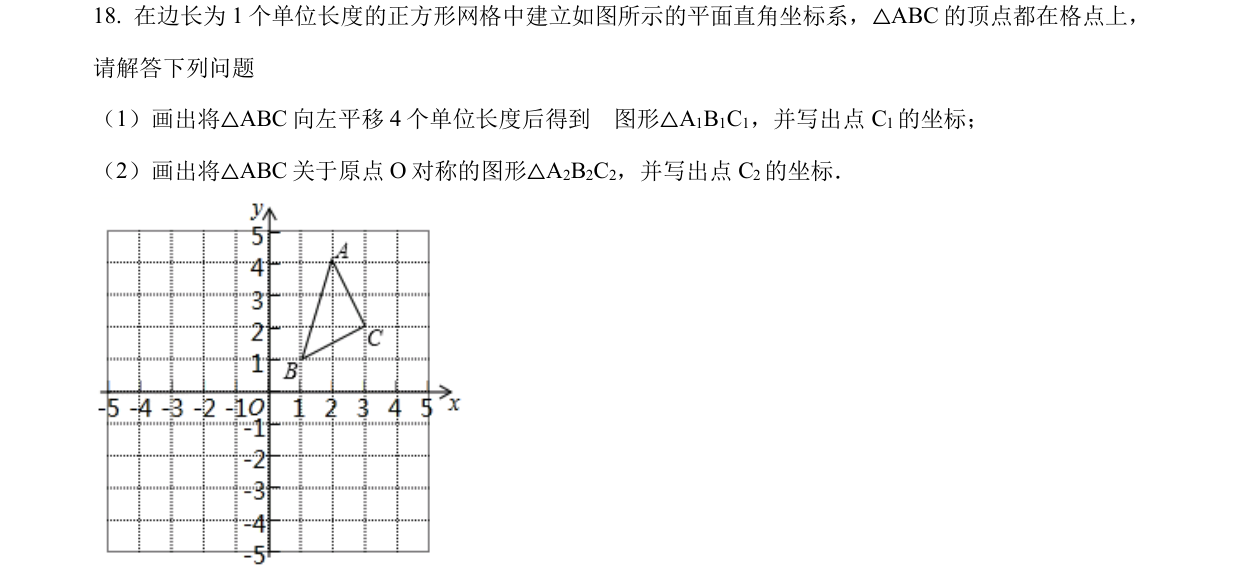 18. 在边长为 1 个单位长度的正方形网格中建立如图所示的平面直角坐标系，△ABC 的顶点都在格点上，
请解答下列问题
（1）画出将△ABC 向左平移 4 个单位长度后得到 图形△A₁B₁C₁，并写出点 C₁的坐标；
（2）画出将△ABC 关于原点 O 对称的图形△A₂B₂C₂，并写出点 C₂的坐标．
y
5
A
4
3
2
C
1
B
-5 -4 -3 -2 -1 O 1 2 3 4 5 x
-1
-2
-3
-4
-5